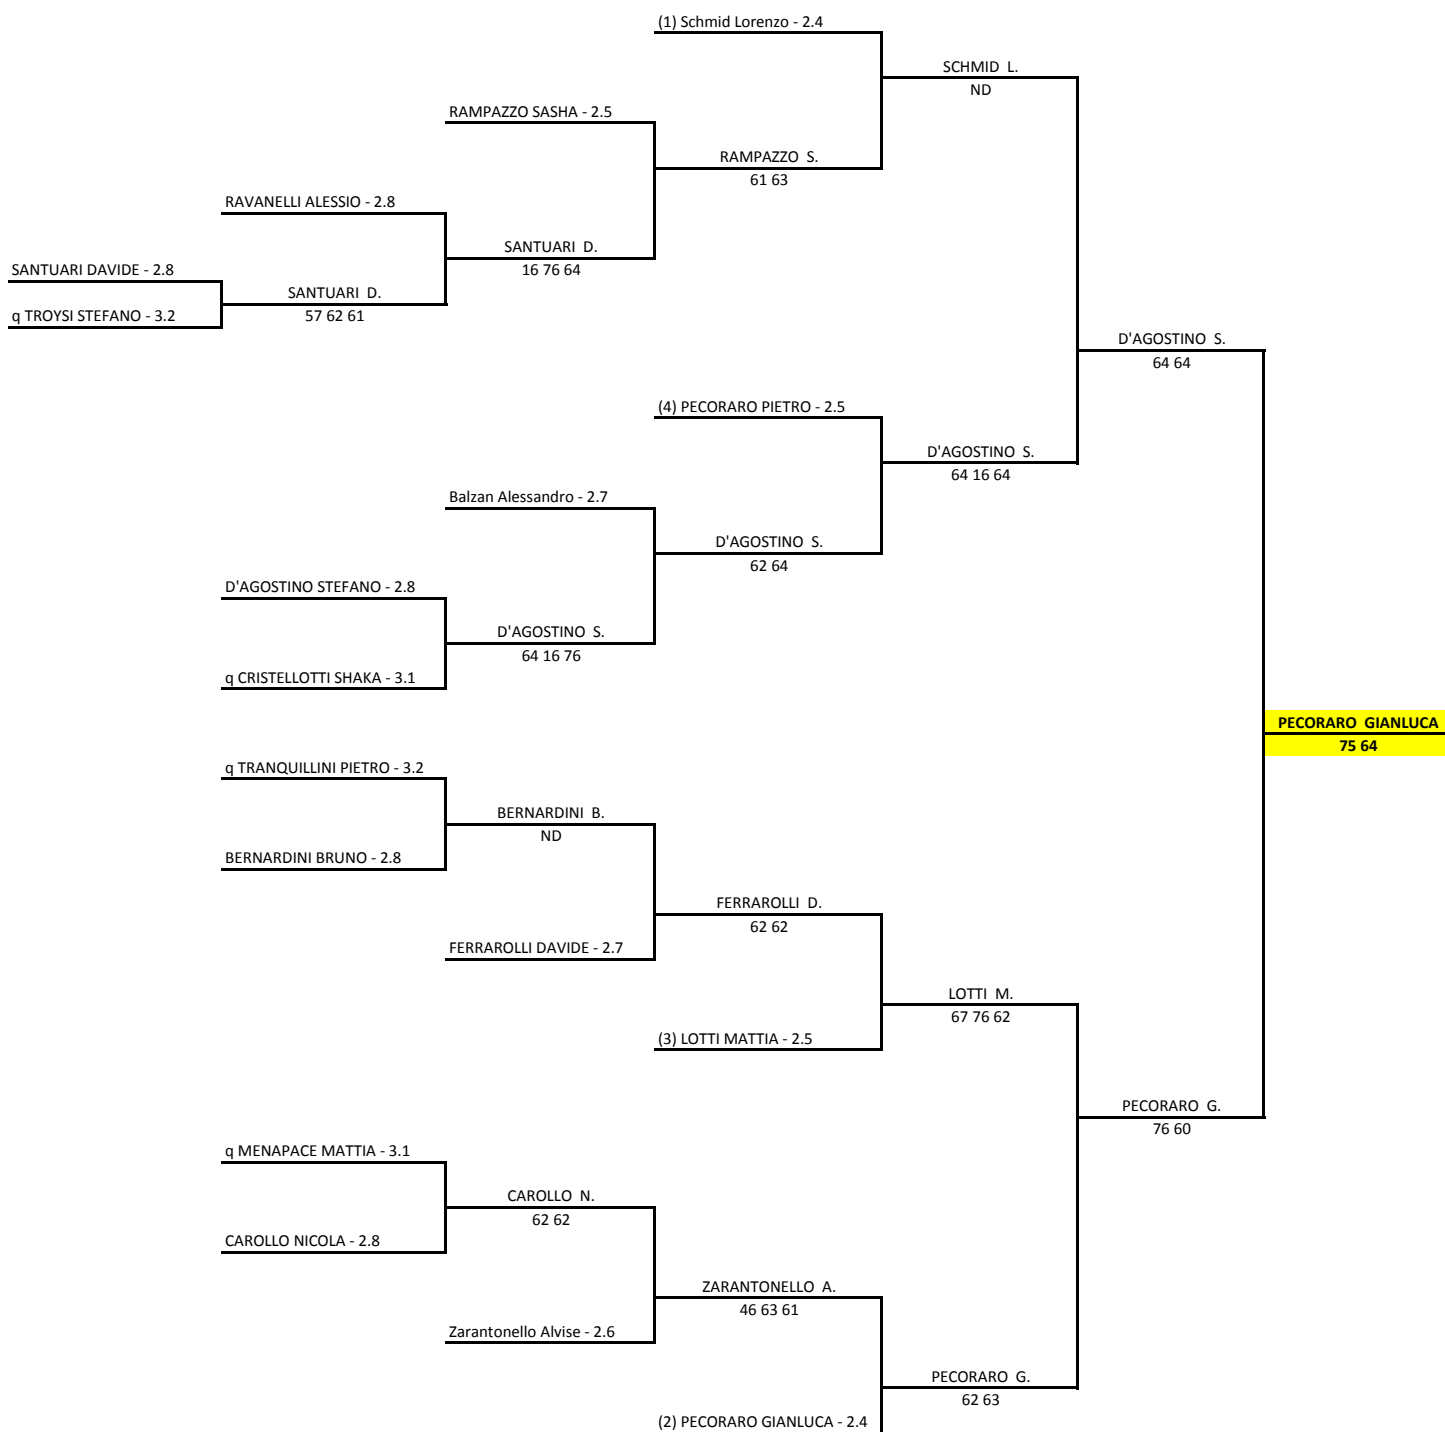 (1) Schmid Lorenzo - 2.4
SCHMID L.
ND
RAMPAZZO SASHA - 2.5
RAMPAZZO S.
61 63
RAVANELLI ALESSIO - 2.8
SANTUARI D.
16 76 64
SANTUARI DAVIDE - 2.8
SANTUARI D.
57 62 61
q TROYSI STEFANO - 3.2
D'AGOSTINO S.
64 64
(4) PECORARO PIETRO - 2.5
D'AGOSTINO S.
64 16 64
Balzan Alessandro - 2.7
D'AGOSTINO S.
62 64
D'AGOSTINO STEFANO - 2.8
D'AGOSTINO S.
64 16 76
q CRISTELLOTTI SHAKA - 3.1
PECORARO GIANLUCA
75 64
q TRANQUILLINI PIETRO - 3.2
BERNARDINI B.
ND
BERNARDINI BRUNO - 2.8
FERRAROLLI D.
62 62
FERRAROLLI DAVIDE - 2.7
LOTTI M.
67 76 62
(3) LOTTI MATTIA - 2.5
PECORARO G.
76 60
q MENAPACE MATTIA - 3.1
CAROLLO N.
62 62
CAROLLO NICOLA - 2.8
ZARANTONELLO A.
46 63 61
Zarantonello Alvise - 2.6
PECORARO G.
62 63
(2) PECORARO GIANLUCA - 2.4